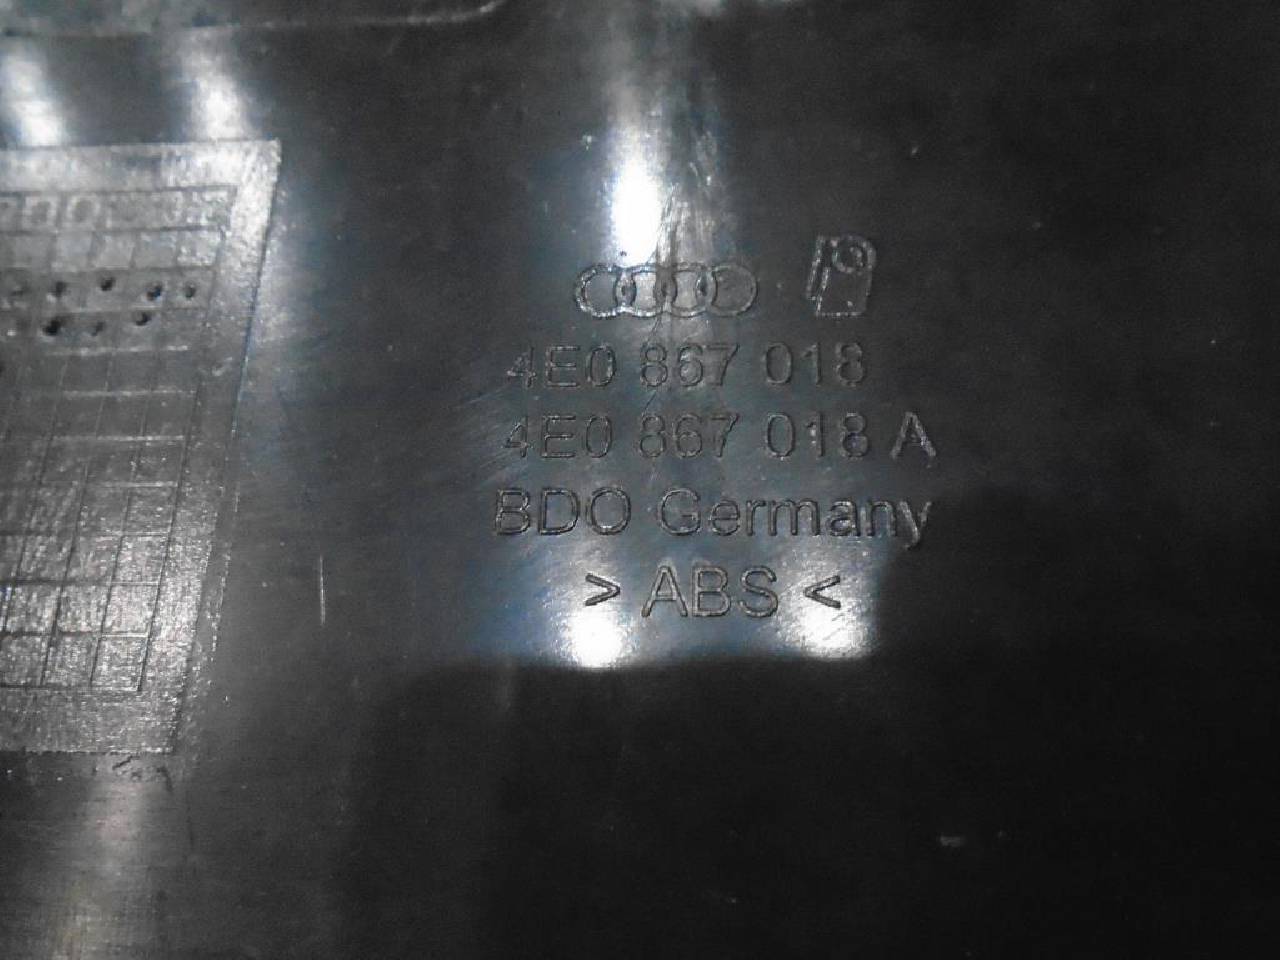 4E0 867 018
4E0 867 018 A
BDO Germany
> ABS <